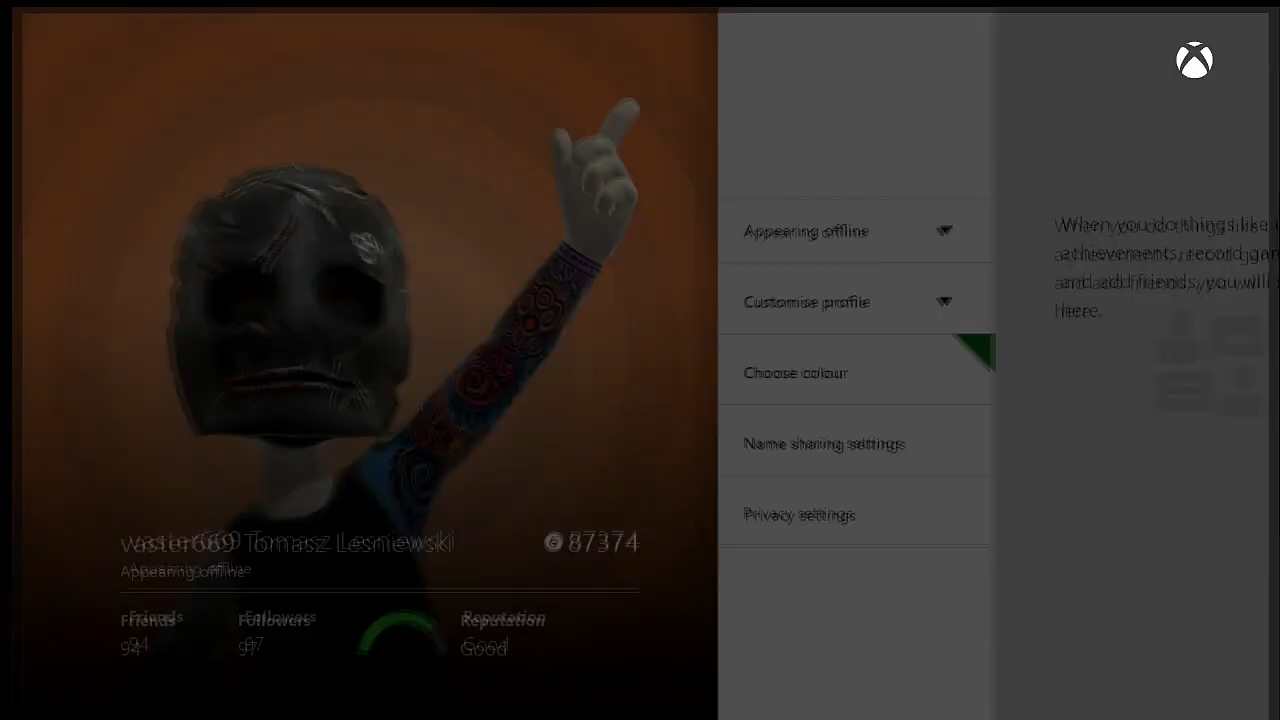 Appearing offline
When you do things like
achievements, record gam
and add friends, you will
here.
Customise profile
Choose colour
Name sharing settings
Privacy settings
vaster669 Tomasz Lesniewski
G 87374
Appearing offline
Friends Followers Reputation
94 97 Good